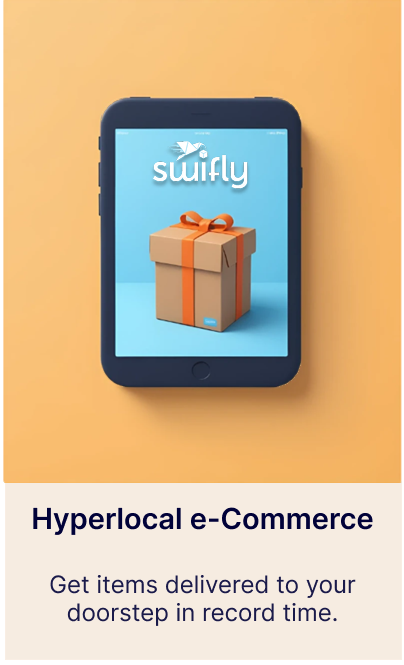 swifly
Hyperlocal e-Commerce
Get items delivered to your
doorstep in record time.